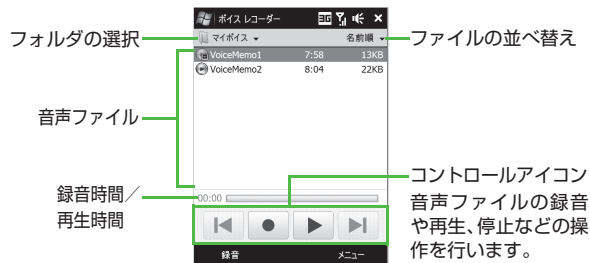 ボイス レコーダー
3G
マイボイス
名前順
VoiceMemo1 7:58 13KB
VoiceMemo2 8:04 22KB
00:00
録音 メニュー
フォルダの選択
音声ファイル
録音時間／
再生時間
ファイルの並べ替え
コントロールアイコン
音声ファイルの録音
や再生、停止などの操
作を行います。